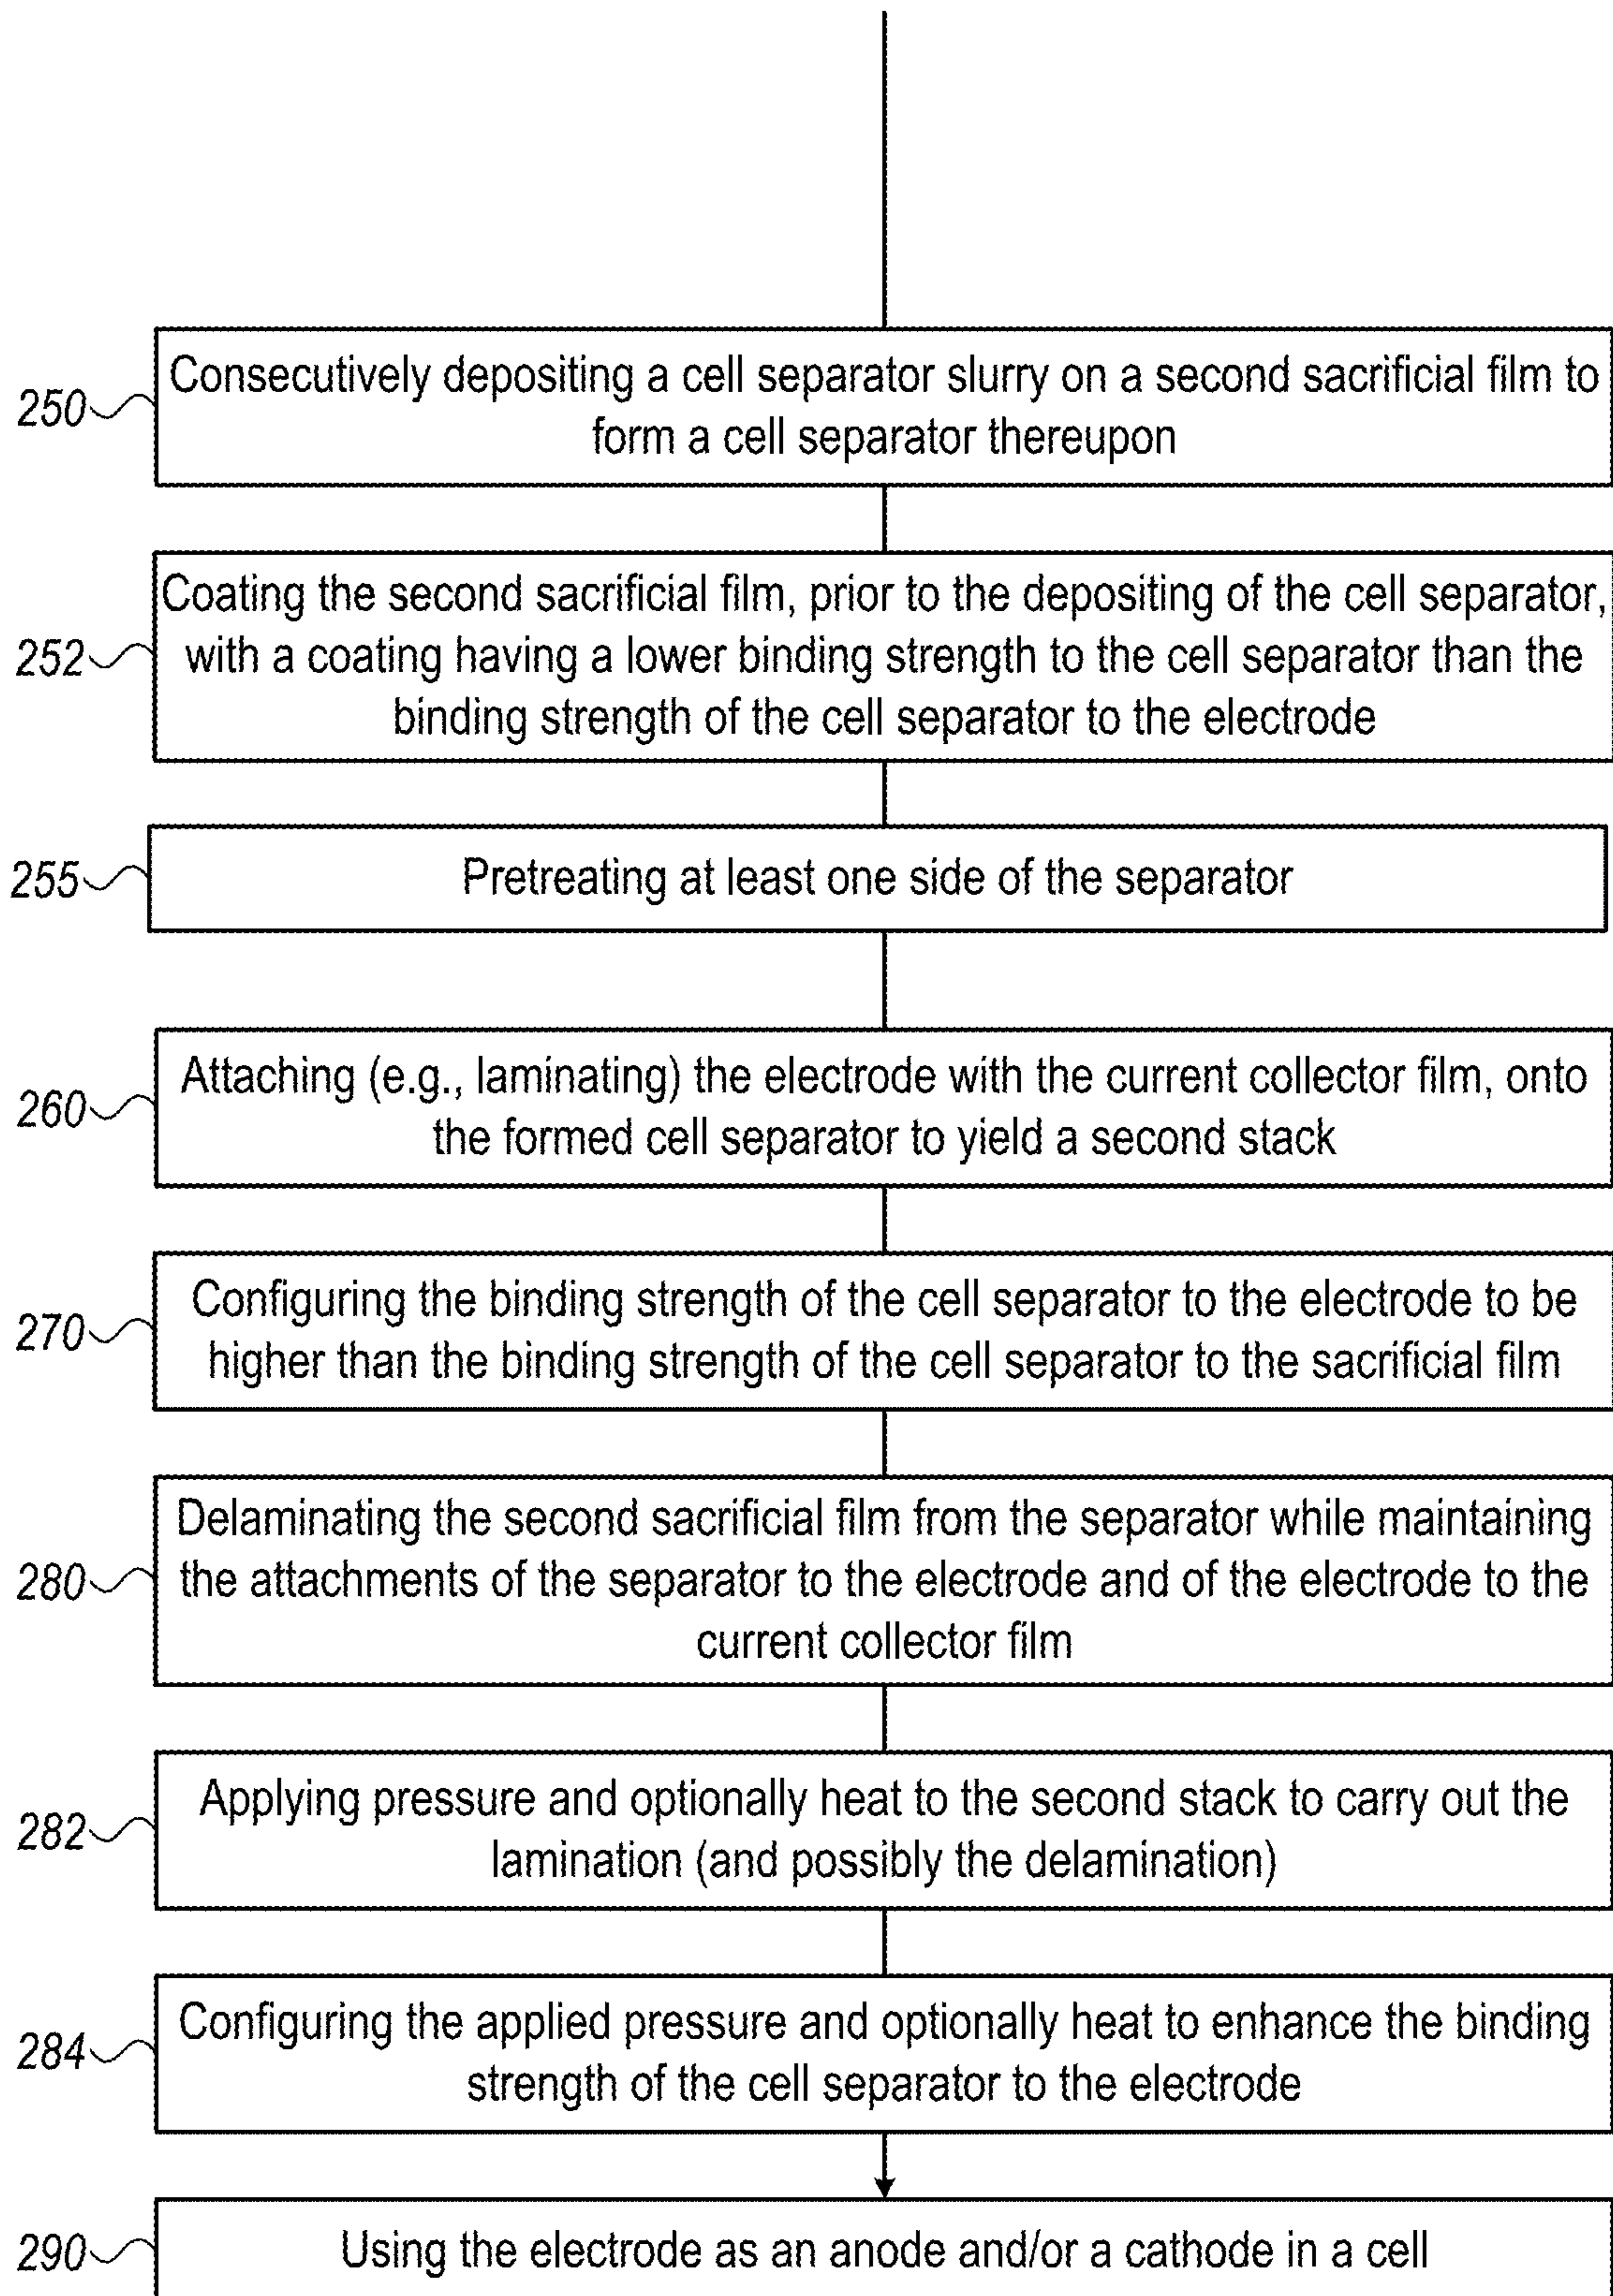 250
Consecutively depositing a cell separator slurry on a second sacrificial film to
form a cell separator thereupon
252
Coating the second sacrificial film, prior to the depositing of the cell separator,
with a coating having a lower binding strength to the cell separator than the
binding strength of the cell separator to the electrode
255
Pretreating at least one side of the separator
260
Attaching (e.g., laminating) the electrode with the current collector film, onto
the formed cell separator to yield a second stack
270
Configuring the binding strength of the cell separator to the electrode to be
higher than the binding strength of the cell separator to the sacrificial film
280
Delaminating the second sacrificial film from the separator while maintaining
the attachments of the separator to the electrode and of the electrode to the
current collector film
282
Applying pressure and optionally heat to the second stack to carry out the
lamination (and possibly the delamination)
284
Configuring the applied pressure and optionally heat to enhance the binding
strength of the cell separator to the electrode
290
Using the electrode as an anode and/or a cathode in a cell